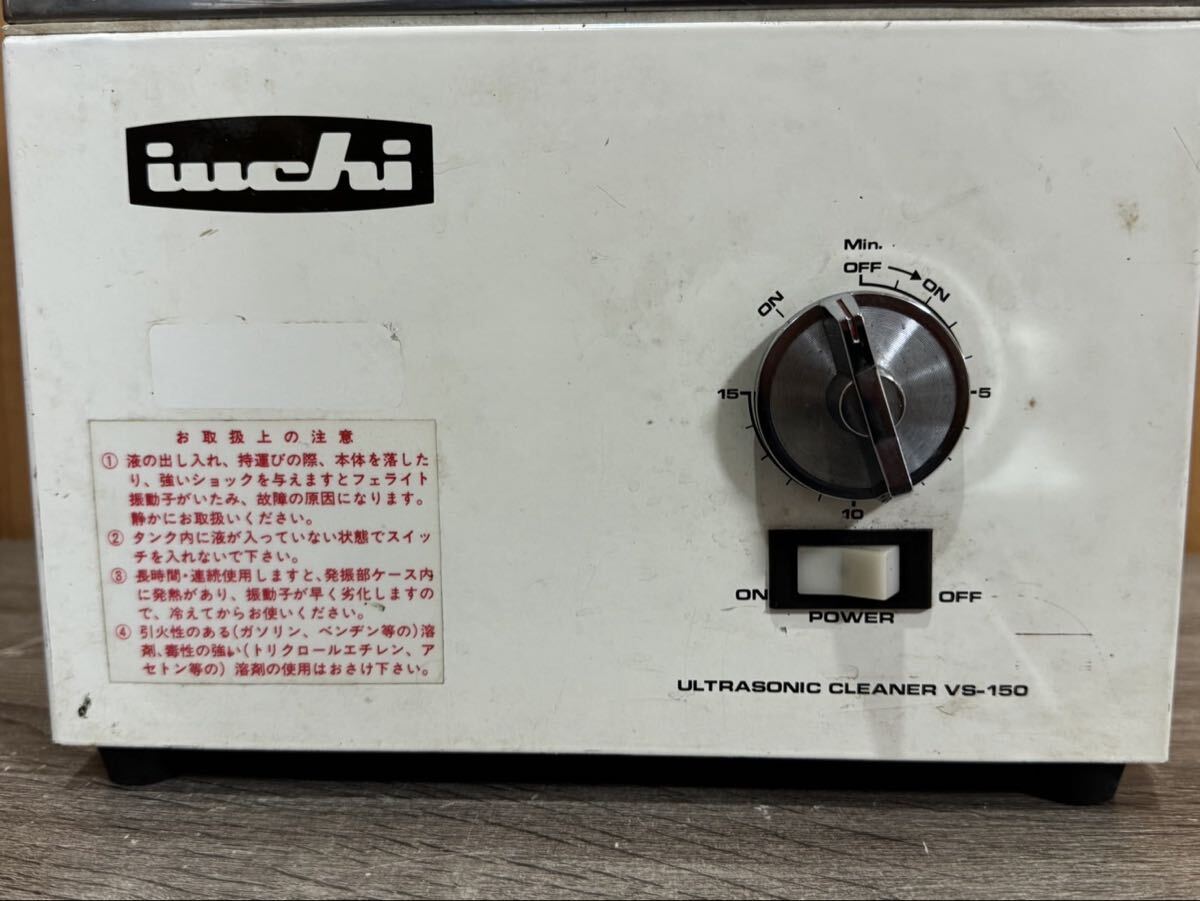 iuchi
Min.
OFF → ON
ON
15
5
10
ON
OFF
POWER
ULTRASONIC CLEANER VS-150
お取扱上の注意
① 液の出し入れ、持運びの際、本体を落した
り、強いショックを与えますとフェライト
振動子がいたみ、故障の原因になります。
静かにお取扱いください。
② タンク内に液が入っていない状態でスイッ
チを入れないで下さい。
③ 長時間・連続使用しますと、発振部ケース内
に発熱があり、振動子が早く劣化しますの
で、冷えてからお使いください。
④ 引火性のある(ガソリン、ベンヂン等の)溶
剤、毒性の強い(トリクロールエチレン、ア
セトン等の) 溶剤の使用はおさけ下さい。